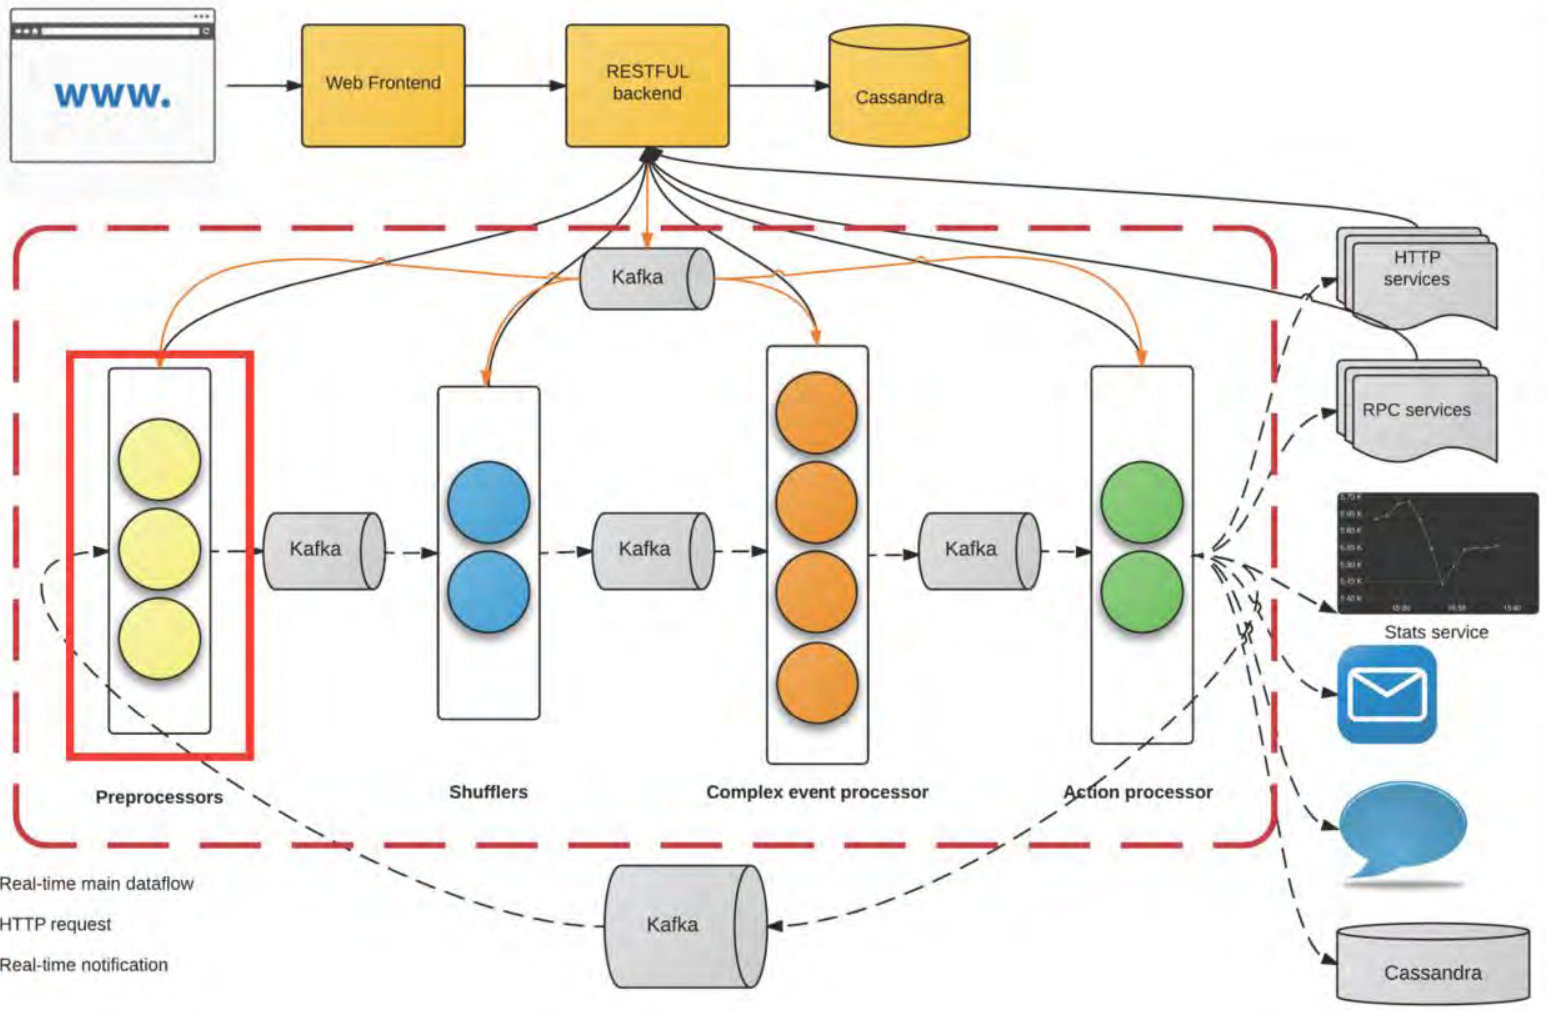 www.
Web Frontend
RESTFUL
backend
Cassandra
Kafka
HTTP
services
RPC services
Kafka
Kafka
Kafka
Stats service
Preprocessors
Shufflers
Complex event processor
Action processor
Real-time main dataflow
HTTP request
Real-time notification
Kafka
Cassandra